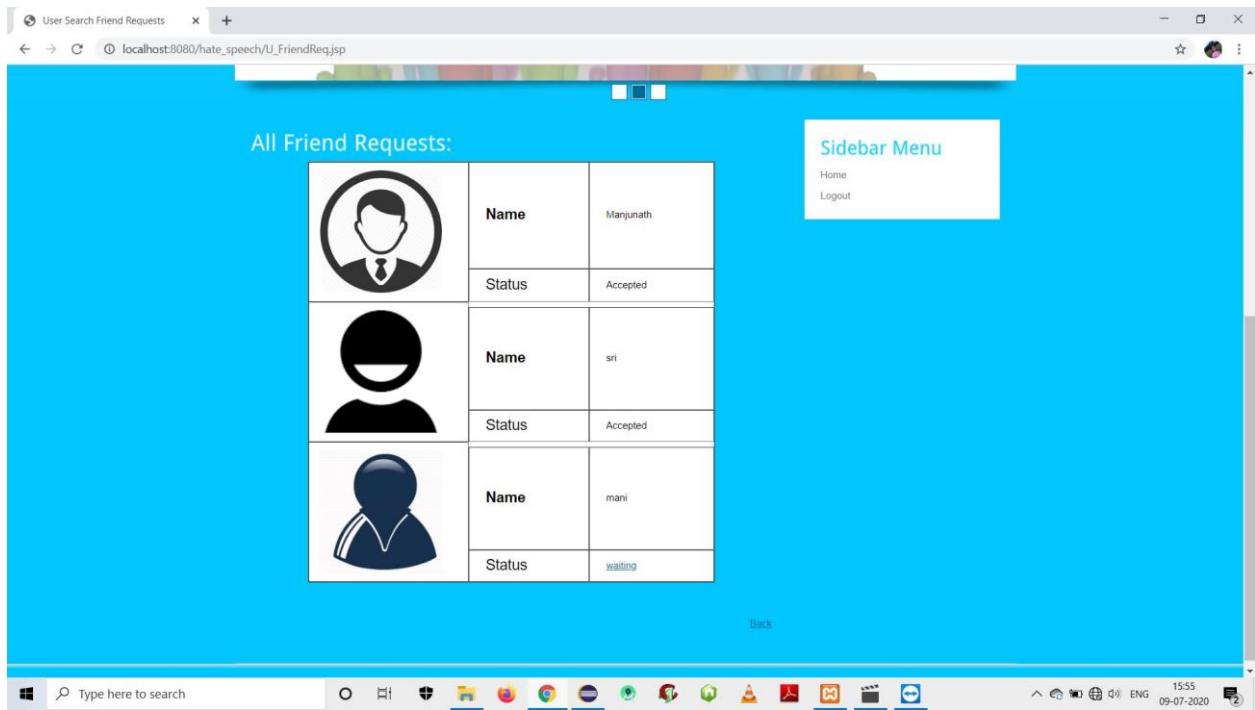 User Search Friend Requests
localhost:8080/hate_speech/U_FriendReq.jsp
All Friend Requests:
Name Manjunath
Status Accepted
Name sri
Status Accepted
Name mani
Status waiting
Back
Sidebar Menu
Home
Logout
Type here to search
ENG
15:55
09-07-2020
2